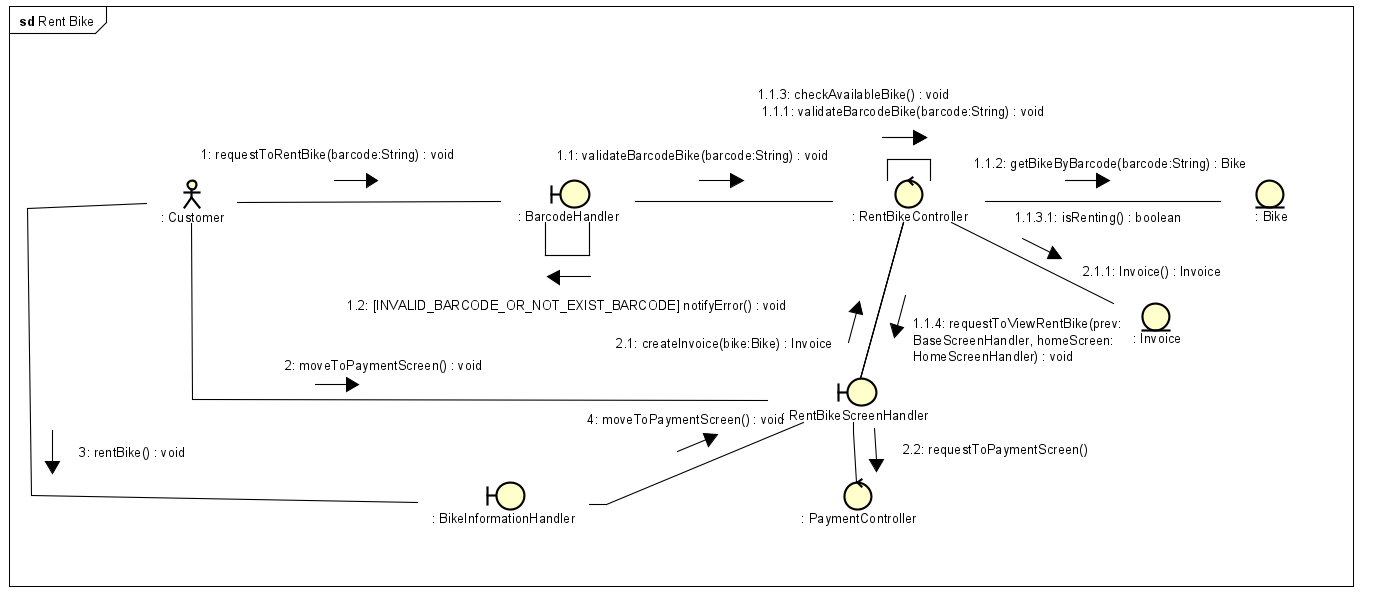 sd Rent Bike
1.1.3: checkAvailableBike() : void
1.1.1: validateBarcodeBike(barcode:String) : void
1: requestToRentBike(barcode:String) : void
1.1: validateBarcodeBike(barcode:String) : void
1.1.2: getBikeByBarcode(barcode:String) : Bike
: Customer
: BarcodeHandler
: RentBikeController
1.1.3.1: isRenting() : boolean
: Bike
2.1.1: Invoice() : Invoice
1.2: [INVALID_BARCODE_OR_NOT_EXIST_BARCODE] notifyError() : void
1.1.4: requestToViewRentBike(prev:
BaseScreenHandler, homeScreen:
HomeScreenHandler) : void
: Invoice
2.1: createInvoice(bike:Bike) : Invoice
2: moveToPaymentScreen() : void
: RentBikeScreenHandler
4: moveToPaymentScreen() : void
3: rentBike() : void
2.2: requestToPaymentScreen()
: BikeInformationHandler
: PaymentController